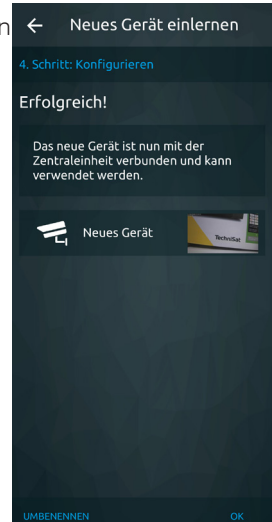 n
Neues Gerät einlernen
4. Schritt: Konfigurieren
Erfolgreich!
Das neue Gerät ist nun mit der
Zentraleinheit verbunden und kann
verwendet werden.
Neues Gerät
TechniSat
UMBENENNEN
OK